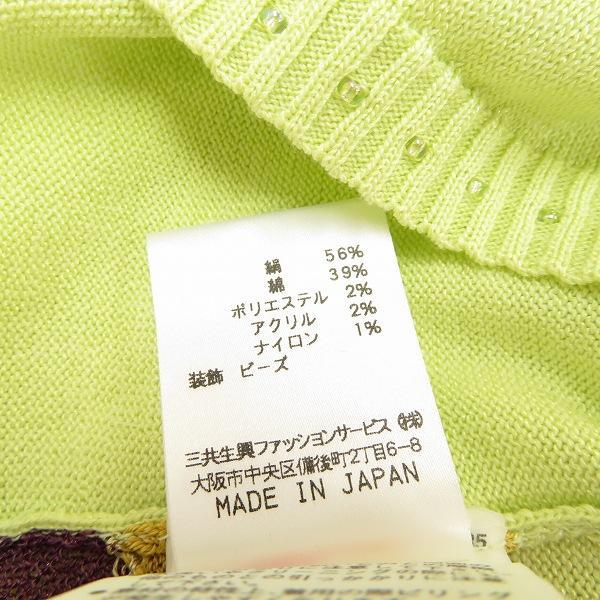 絹 56%
綿 39%
ポリエステル 2%
アクリル 2%
ナイロン 1%
装飾 ビーズ
三共生興ファッションサービス(株)
大阪市中央区備後町2丁目6-8
MADE IN JAPAN